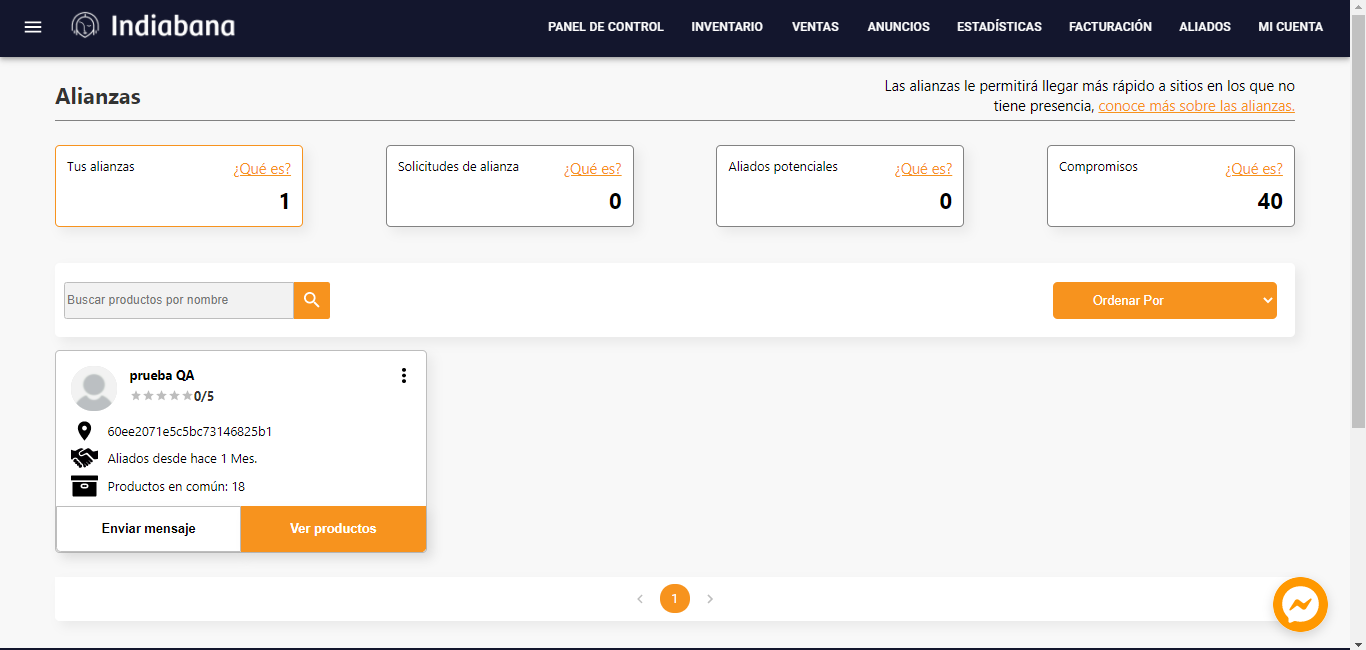 Indiabana
PANEL DE CONTROL INVENTARIO VENTAS ANUNCIOS ESTADÍSTICAS FACTURACIÓN ALIADOS MI CUENTA
Alianzas
Las alianzas le permitirá llegar más rápido a sitios en los que no
tiene presencia, conoce más sobre las alianzas.
Tus alianzas ¿Qué es?
1
Solicitudes de alianza ¿Qué es?
0
Aliados potenciales ¿Qué es?
0
Compromisos ¿Qué es?
40
Buscar productos por nombre
Ordenar Por
prueba QA
0/5
60ee2071e5c5bc73146825b1
Aliados desde hace 1 Mes.
Productos en común: 18
Enviar mensaje
Ver productos
1